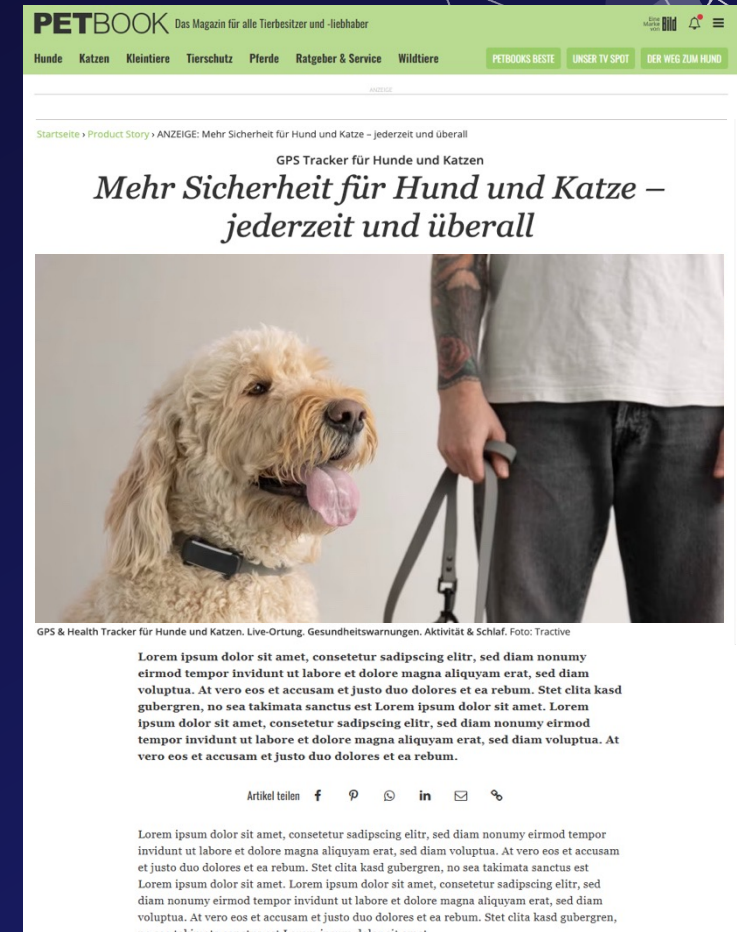 PETBOOK Das Magazin für alle Tierbesitzer und -liebhaber
Eine Marke von Bild
Hunde Katzen Kleintiere Tierschutz Pferde Ratgeber & Service Wildtiere PETBOOKS BESTE UNSER TV SPOT DER WEG ZUM HUND
ANZEIGE
Startseite › Product Story › ANZEIGE: Mehr Sicherheit für Hund und Katze – jederzeit und überall
GPS Tracker für Hunde und Katzen
Mehr Sicherheit für Hund und Katze –
jederzeit und überall
GPS & Health Tracker für Hunde und Katzen. Live-Ortung. Gesundheitswarnungen. Aktivität & Schlaf. Foto: Tractive
Lorem ipsum dolor sit amet, consetetur sadipscing elitr, sed diam nonumy
eirmod tempor invidunt ut labore et dolore magna aliquyam erat, sed diam
voluptua. At vero eos et accusam et justo duo dolores et ea rebum. Stet clita kasd
gubergren, no sea takimata sanctus est Lorem ipsum dolor sit amet. Lorem
ipsum dolor sit amet, consetetur sadipscing elitr, sed diam nonumy eirmod
tempor invidunt ut labore et dolore magna aliquyam erat, sed diam voluptua. At
vero eos et accusam et justo duo dolores et ea rebum.
Artikel teilen
Lorem ipsum dolor sit amet, consetetur sadipscing elitr, sed diam nonumy eirmod tempor
invidunt ut labore et dolore magna aliquyam erat, sed diam voluptua. At vero eos et accusam
et justo duo dolores et ea rebum. Stet clita kasd gubergren, no sea takimata sanctus est
Lorem ipsum dolor sit amet. Lorem ipsum dolor sit amet, consetetur sadipscing elitr, sed
diam nonumy eirmod tempor invidunt ut labore et dolore magna aliquyam erat, sed diam
voluptua. At vero eos et accusam et justo duo dolores et ea rebum. Stet clita kasd gubergren,